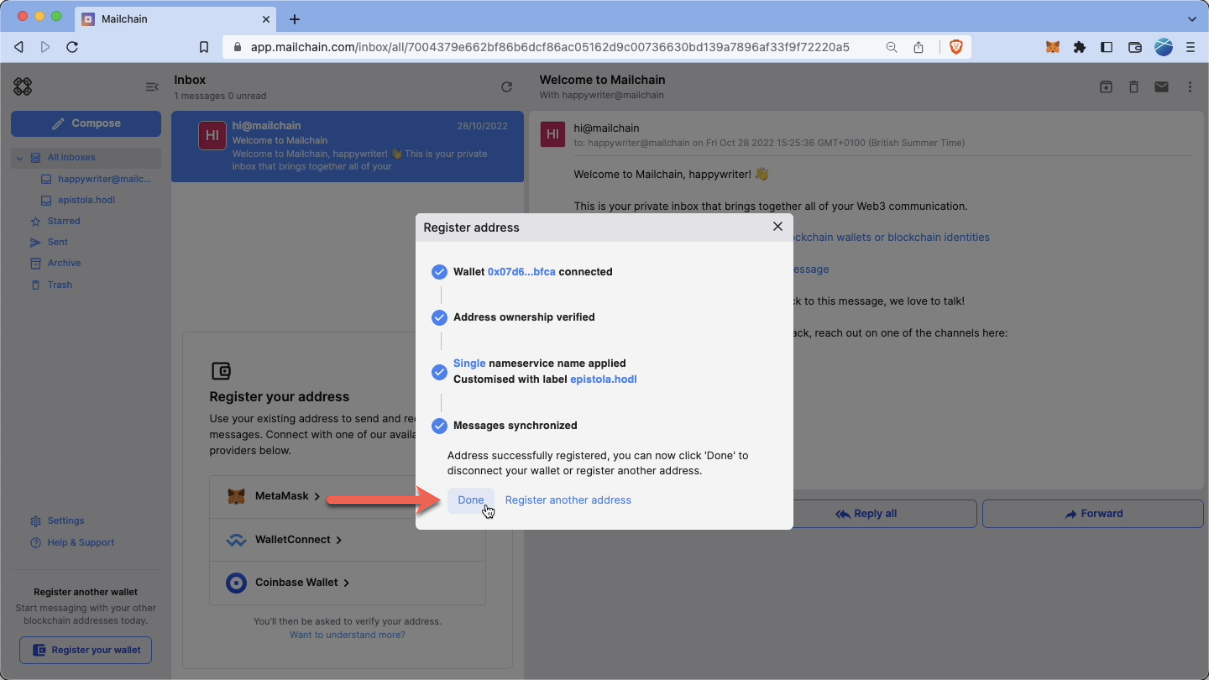 Mailchain
app.mailchain.com/inbox/all/7004379e662bf86b6dcf86ac05162d9c00736630bd139a7896af33f9f72220a5
Compose
All inboxes
happywriter@mailc...
epistola.hodl
Starred
Sent
Archive
Trash
Settings
Help & Support
Register another wallet
Start messaging with your other
blockchain addresses today.
Register your wallet
Inbox
1 messages 0 unread
HI
hi@mailchain
28/10/2022
Welcome to Mailchain
Welcome to Mailchain, happywriter! 👋 This is your private
inbox that brings together all of your
Register your address
Use your existing address to send and re
messages. Connect with one of our availa
providers below.
MetaMask
WalletConnect
Coinbase Wallet
You'll then be asked to verify your address.
Want to understand more?
Welcome to Mailchain
With happywriter@mailchain
HI
hi@mailchain
to: happywriter@mailchain on Fri Oct 28 2022 15:25:36 GMT+0100 (British Summer Time)
Welcome to Mailchain, happywriter! 👋
This is your private inbox that brings together all of your Web3 communication.
ockchain wallets or blockchain identities
essage
ck to this message, we love to talk!
ack, reach out on one of the channels here:
Reply all
Forward
Register address
Wallet 0x07d6...bfca connected
Address ownership verified
Single nameservice name applied
Customised with label epistola.hodl
Messages synchronized
Address successfully registered, you can now click 'Done' to
disconnect your wallet or register another address.
Done
Register another address